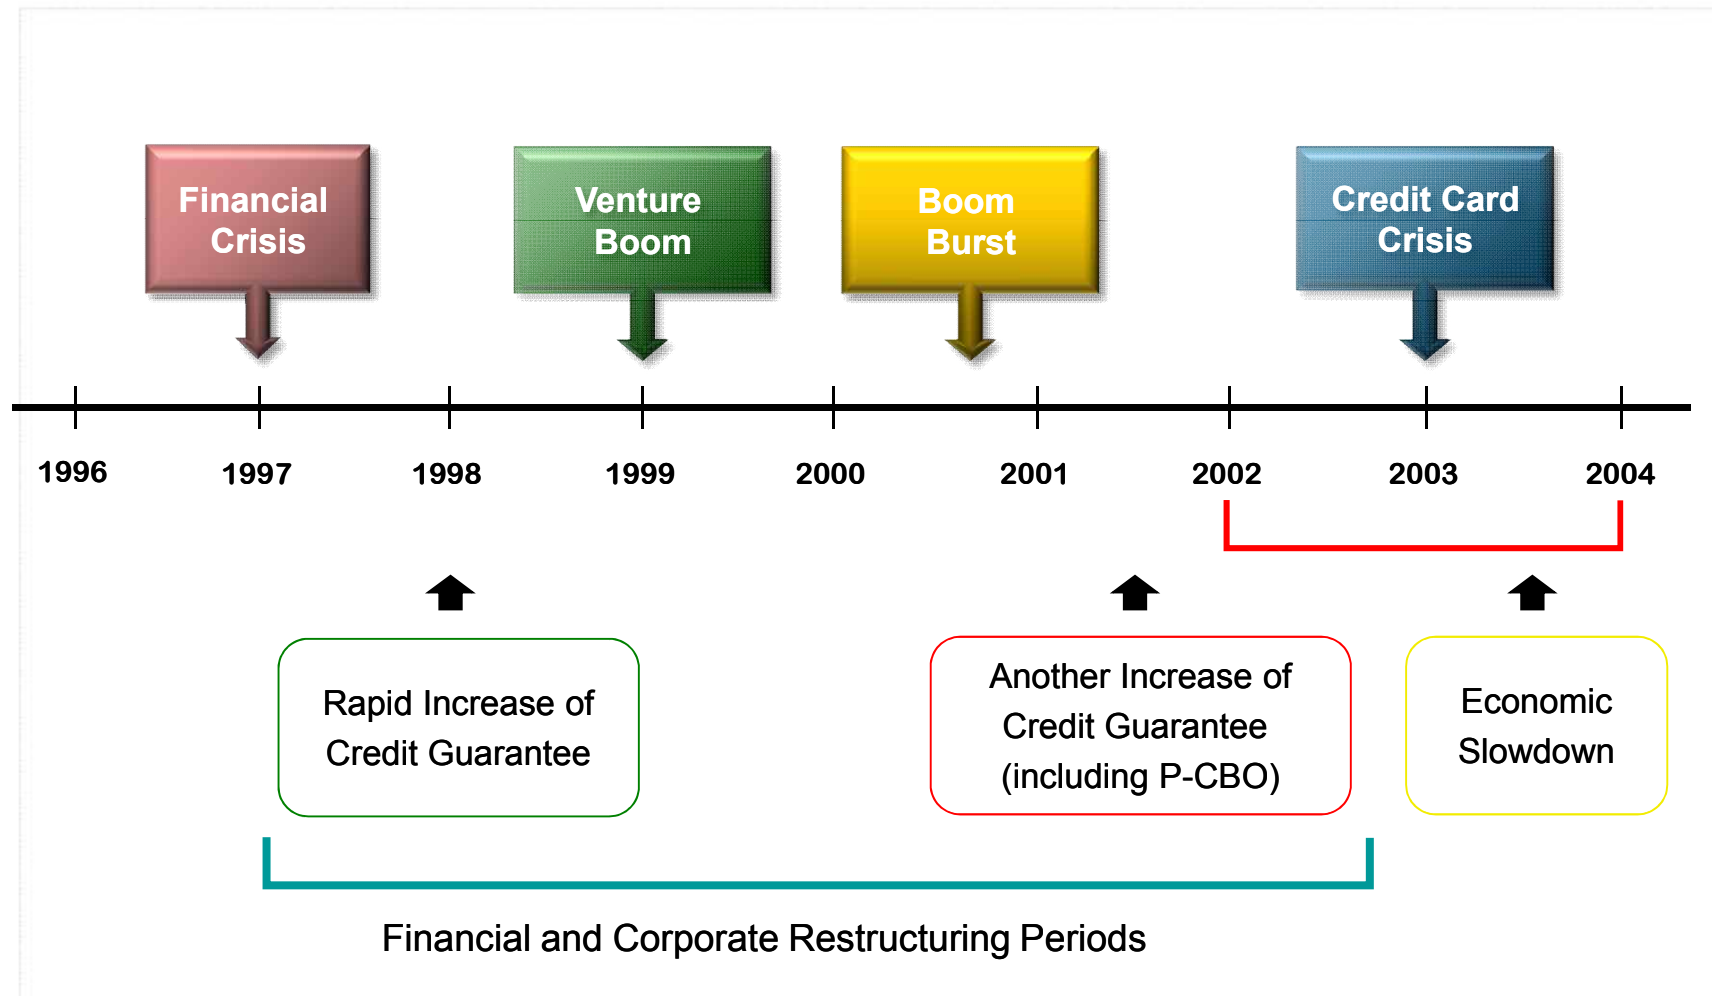 Financial
Crisis
Venture
Boom
Boom
Burst
Credit Card
Crisis
1996 1997 1998 1999 2000 2001 2002 2003 2004
Rapid Increase of
Credit Guarantee
Another Increase of
Credit Guarantee
(including P-CBO)
Economic
Slowdown
Financial and Corporate Restructuring Periods